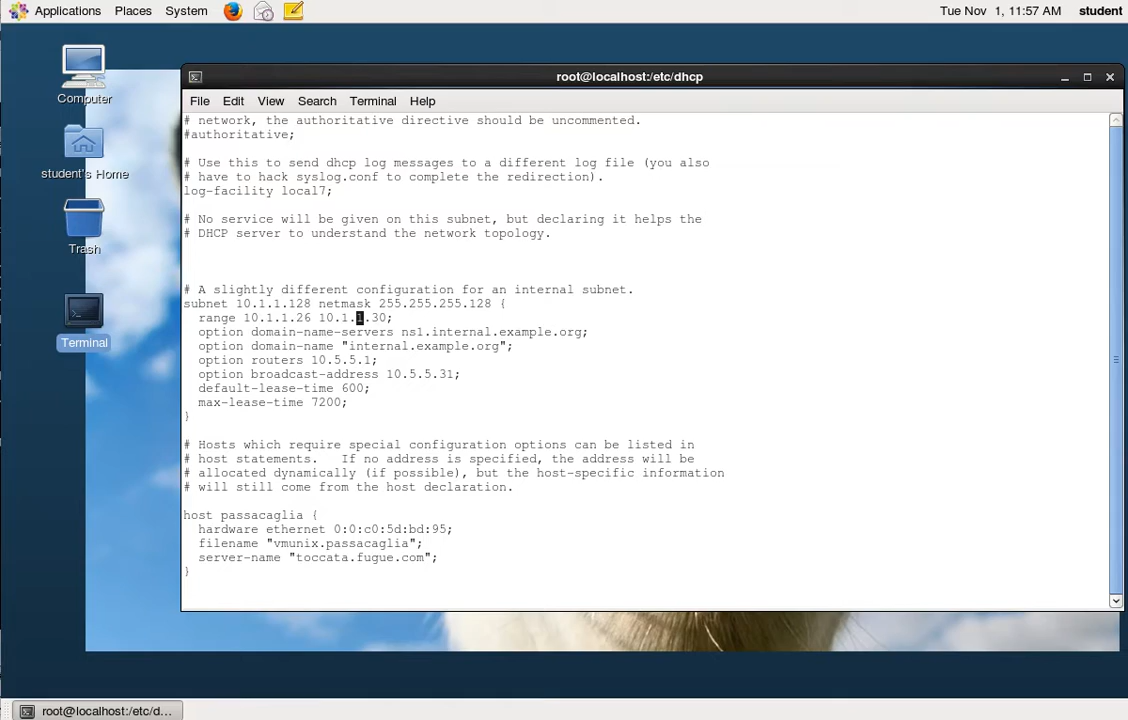 Applications Places System Tue Nov 1, 11:57 AM student
Computer
student's Home
Trash
Terminal
root@localhost:/etc/dhcp
File Edit View Search Terminal Help
# network, the authoritative directive should be uncommented.
#authoritative;
# Use this to send dhcp log messages to a different log file (you also
# have to hack syslog.conf to complete the redirection).
log-facility local7;
# No service will be given on this subnet, but declaring it helps the
# DHCP server to understand the network topology.
# A slightly different configuration for an internal subnet.
subnet 10.1.1.128 netmask 255.255.255.128 {
range 10.1.1.26 10.1.1.30;
option domain-name-servers ns1.internal.example.org;
option domain-name "internal.example.org";
option routers 10.5.5.1;
option broadcast-address 10.5.5.31;
default-lease-time 600;
max-lease-time 7200;
}
# Hosts which require special configuration options can be listed in
# host statements.   If no address is specified, the address will be
# allocated dynamically (if possible), but the host-specific information
# will still come from the host declaration.
host passacaglia {
hardware ethernet 0:0:c0:5d:bd:95;
filename "vmunix.passacaglia";
server-name "toccata.fugue.com";
}
root@localhost:/etc/d...